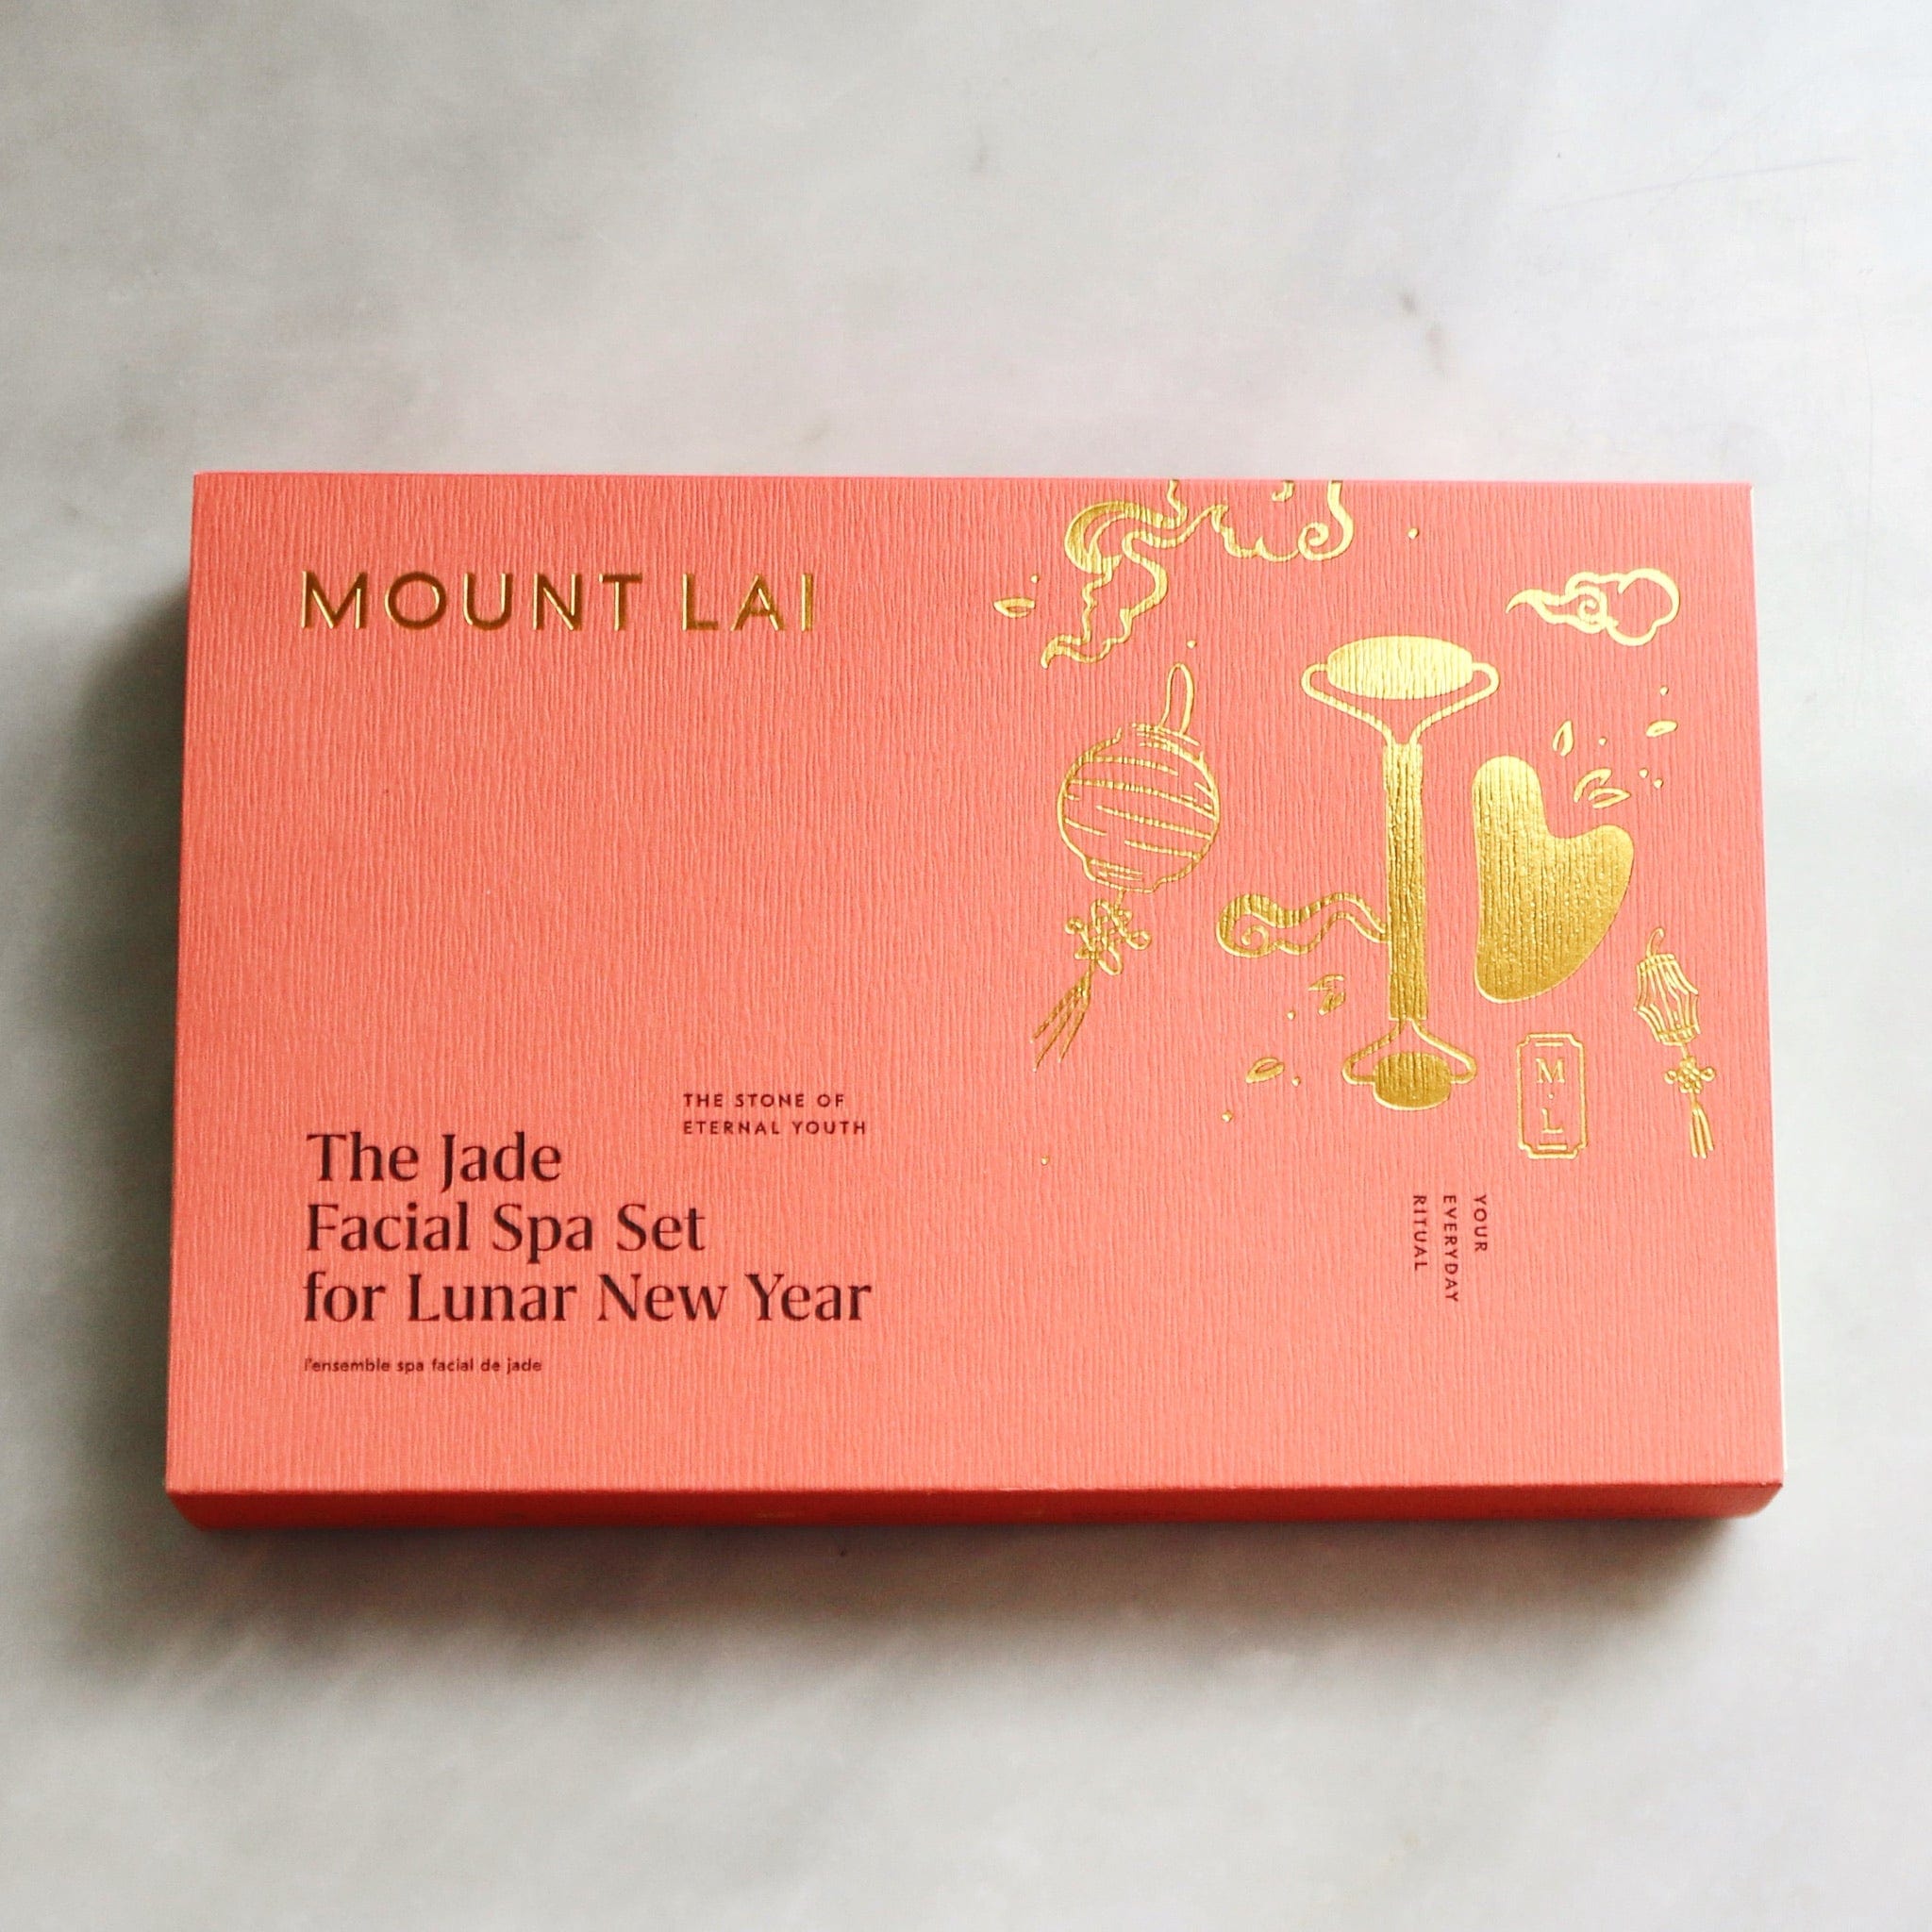 MOUNT LAI
THE STONE OF
ETERNAL YOUTH
The Jade
Facial Spa Set
for Lunar New Year
l'ensemble spa facial de jade
M
L
YOUR
EVERYDAY
RITUAL